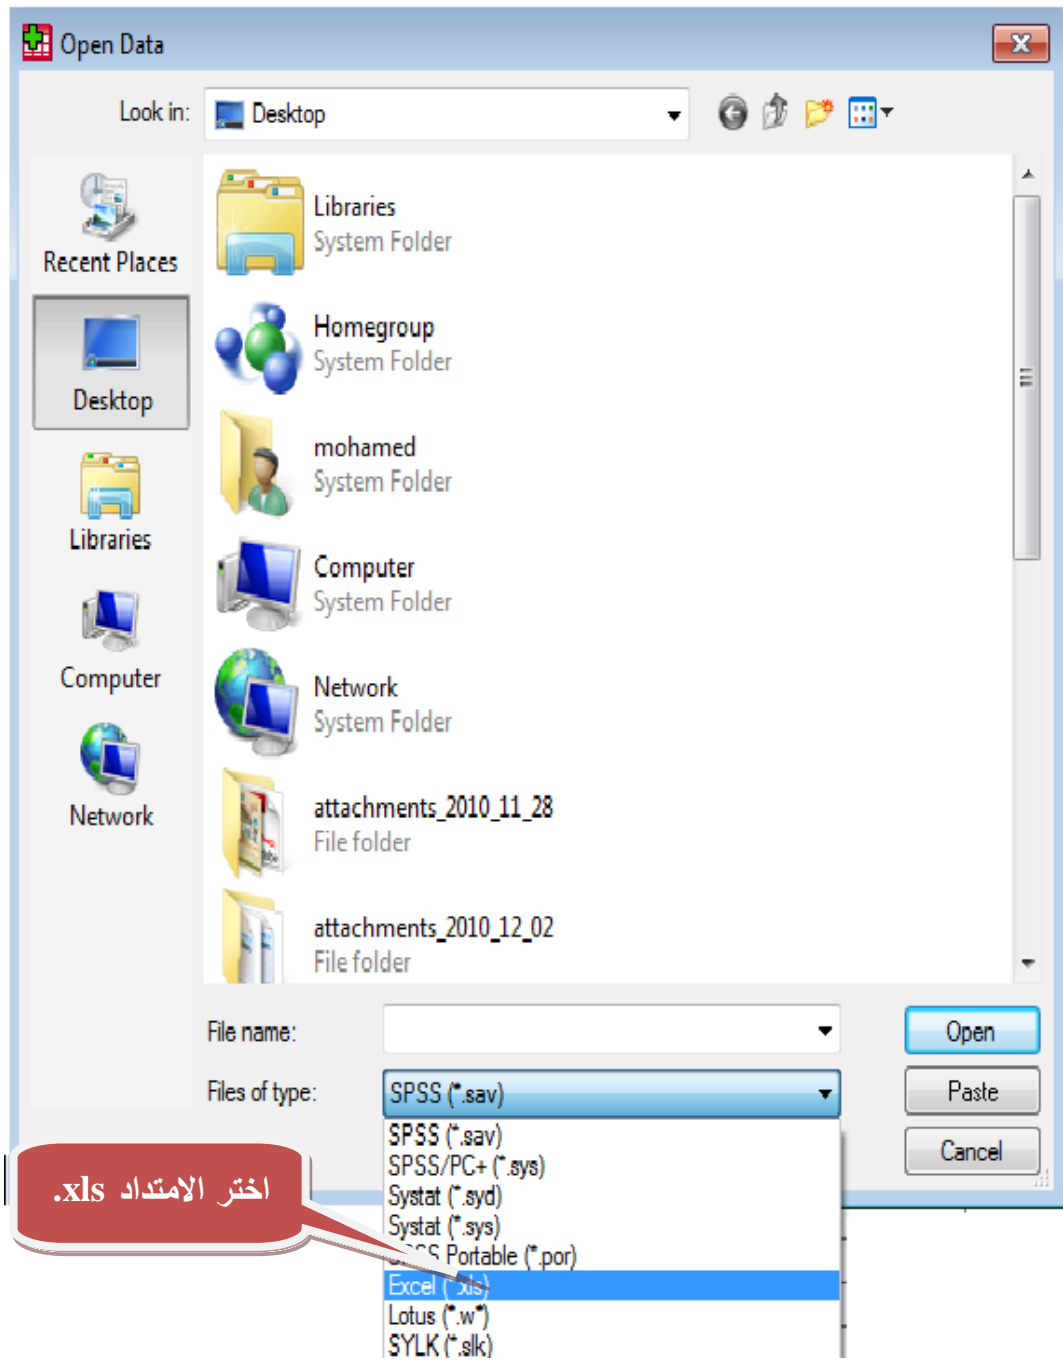 Open Data
Look in:
Desktop
Recent Places
Desktop
Libraries
Computer
Network
Libraries
System Folder
Homegroup
System Folder
mohamed
System Folder
Computer
System Folder
Network
System Folder
attachments_2010_11_28
File folder
attachments_2010_12_02
File folder
File name:
Open
Files of type:
SPSS (*.sav)
Paste
Cancel
SPSS (*.sav)
SPSS/PC+ (*.sys)
Systat (*.syd)
Systat (*.sys)
SPSS Portable (*.por)
Excel (*.xls)
Lotus (*.w*)
SYLK (*.slk)
اختر الامتداد xls.